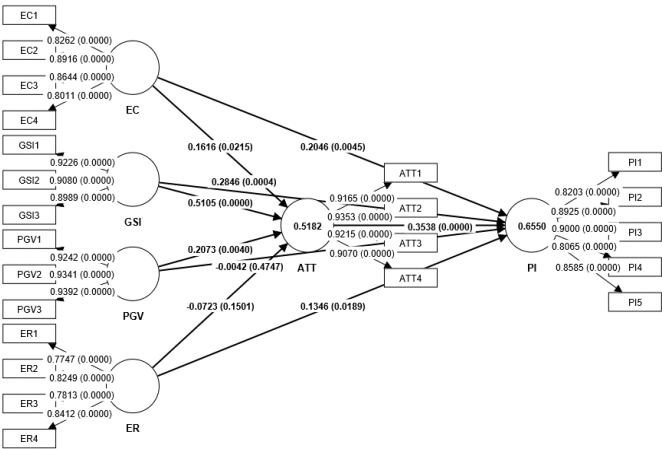 EC1
0.8262 (0.0000)
EC2
0.8916 (0.0000)
EC3
0.8644 (0.0000)
0.8011 (0.0000)
EC4
EC
GSI1
0.9226 (0.0000)
GSI2
0.9080 (0.0000)
0.8989 (0.0000)
GSI3
GSI
PGV1
0.9242 (0.0000)
PGV2
0.9341 (0.0000)
0.9392 (0.0000)
PGV3
PGV
ER1
0.7747 (0.0000)
ER2
0.8249 (0.0000)
0.7813 (0.0000)
ER3
0.8412 (0.0000)
ER4
ER
0.1616 (0.0215)
0.2046 (0.0045)
0.2846 (0.0004)
0.5105 (0.0000)
0.2073 (0.0040)
-0.0042 (0.4747)
-0.0723 (0.1501)
0.1346 (0.0189)
0.5182
ATT
ATT1
0.9165 (0.0000)
ATT2
0.9353 (0.0000)
0.3538 (0.0000)
0.9215 (0.0000)
ATT3
0.9070 (0.0000)
ATT4
0.6550
PI
PI1
0.8203 (0.0000)
PI2
0.8925 (0.0000)
0.9000 (0.0000)
PI3
0.8065 (0.0000)
PI4
0.8585 (0.0000)
PI5